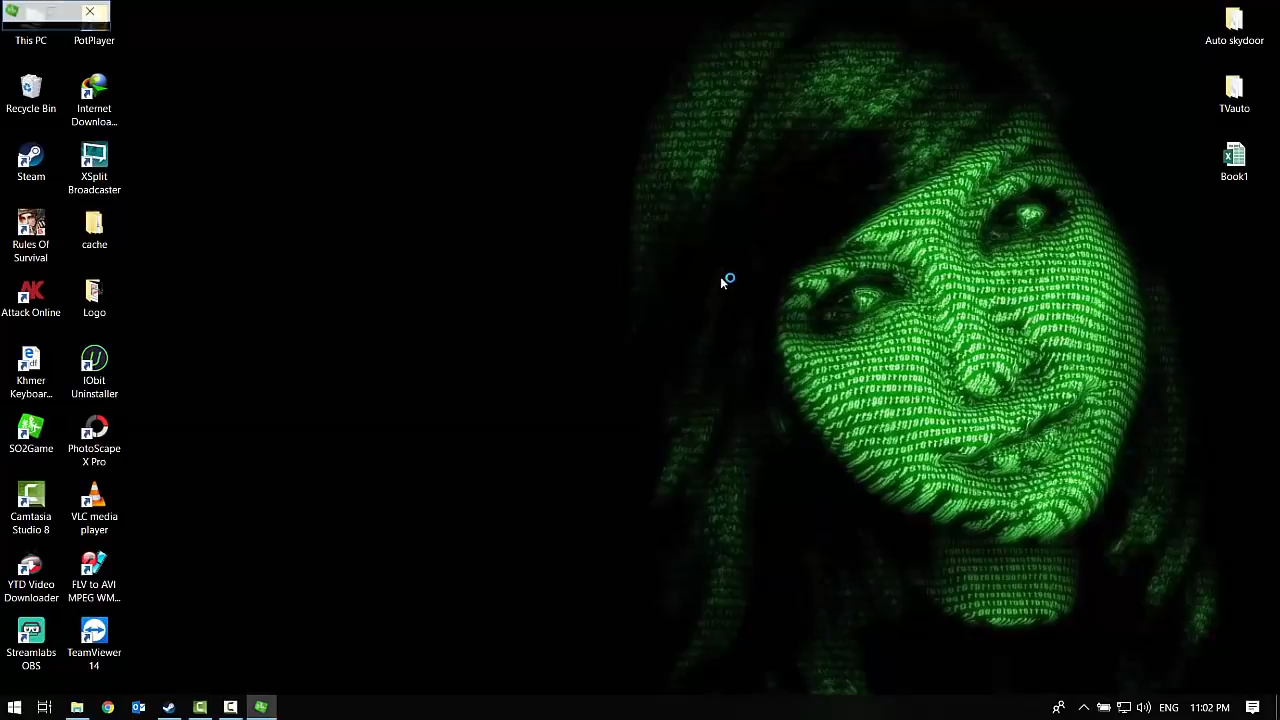 This PC
PotPlayer
Recycle Bin
Internet
Downloa...
Steam
XSplit
Broadcaster
Rules Of
Survival
cache
Attack Online
Logo
Khmer
Keyboar...
IObit
Uninstaller
SO2Game
PhotoScape
X Pro
Camtasia
Studio 8
VLC media
player
YTD Video
Downloader
FLV to AVI
MPEG WM...
Streamlabs
OBS
TeamViewer
14
Auto skydoor
TVauto
Book1
ENG
11:02 PM